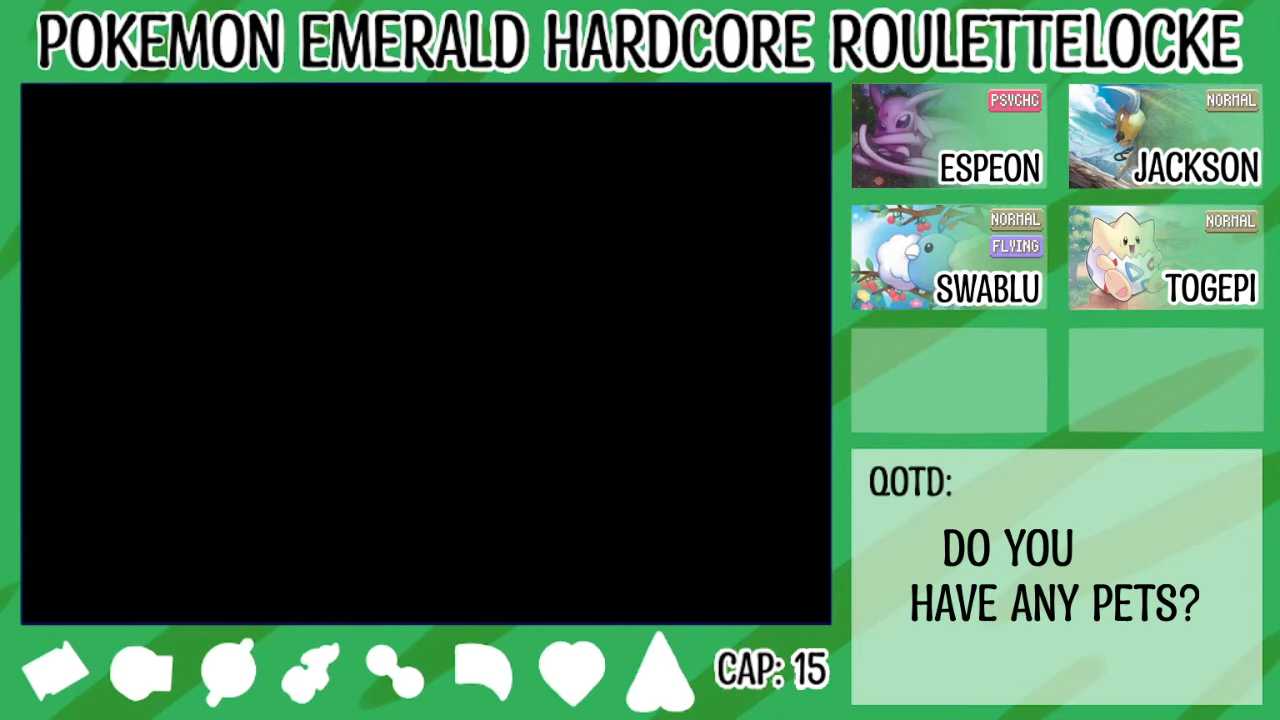 POKEMON EMERALD HARDCORE ROULETTELOCKE
PSYCHC
ESPEON
NORMAL
JACKSON
NORMAL
FLYING
SWABLU
NORMAL
TOGEPI
QOTD:
DO YOU
HAVE ANY PETS?
CAP: 15